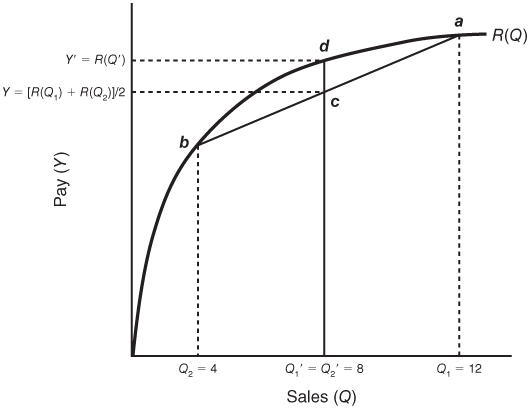 a
R(Q)
d
Y′ = R(Q′)
Y = [R(Q₁) + R(Q₂)]/2
c
b
Pay (Y)
Q₂ = 4
Q₁′ = Q₂′ = 8
Q₁ = 12
Sales (Q)